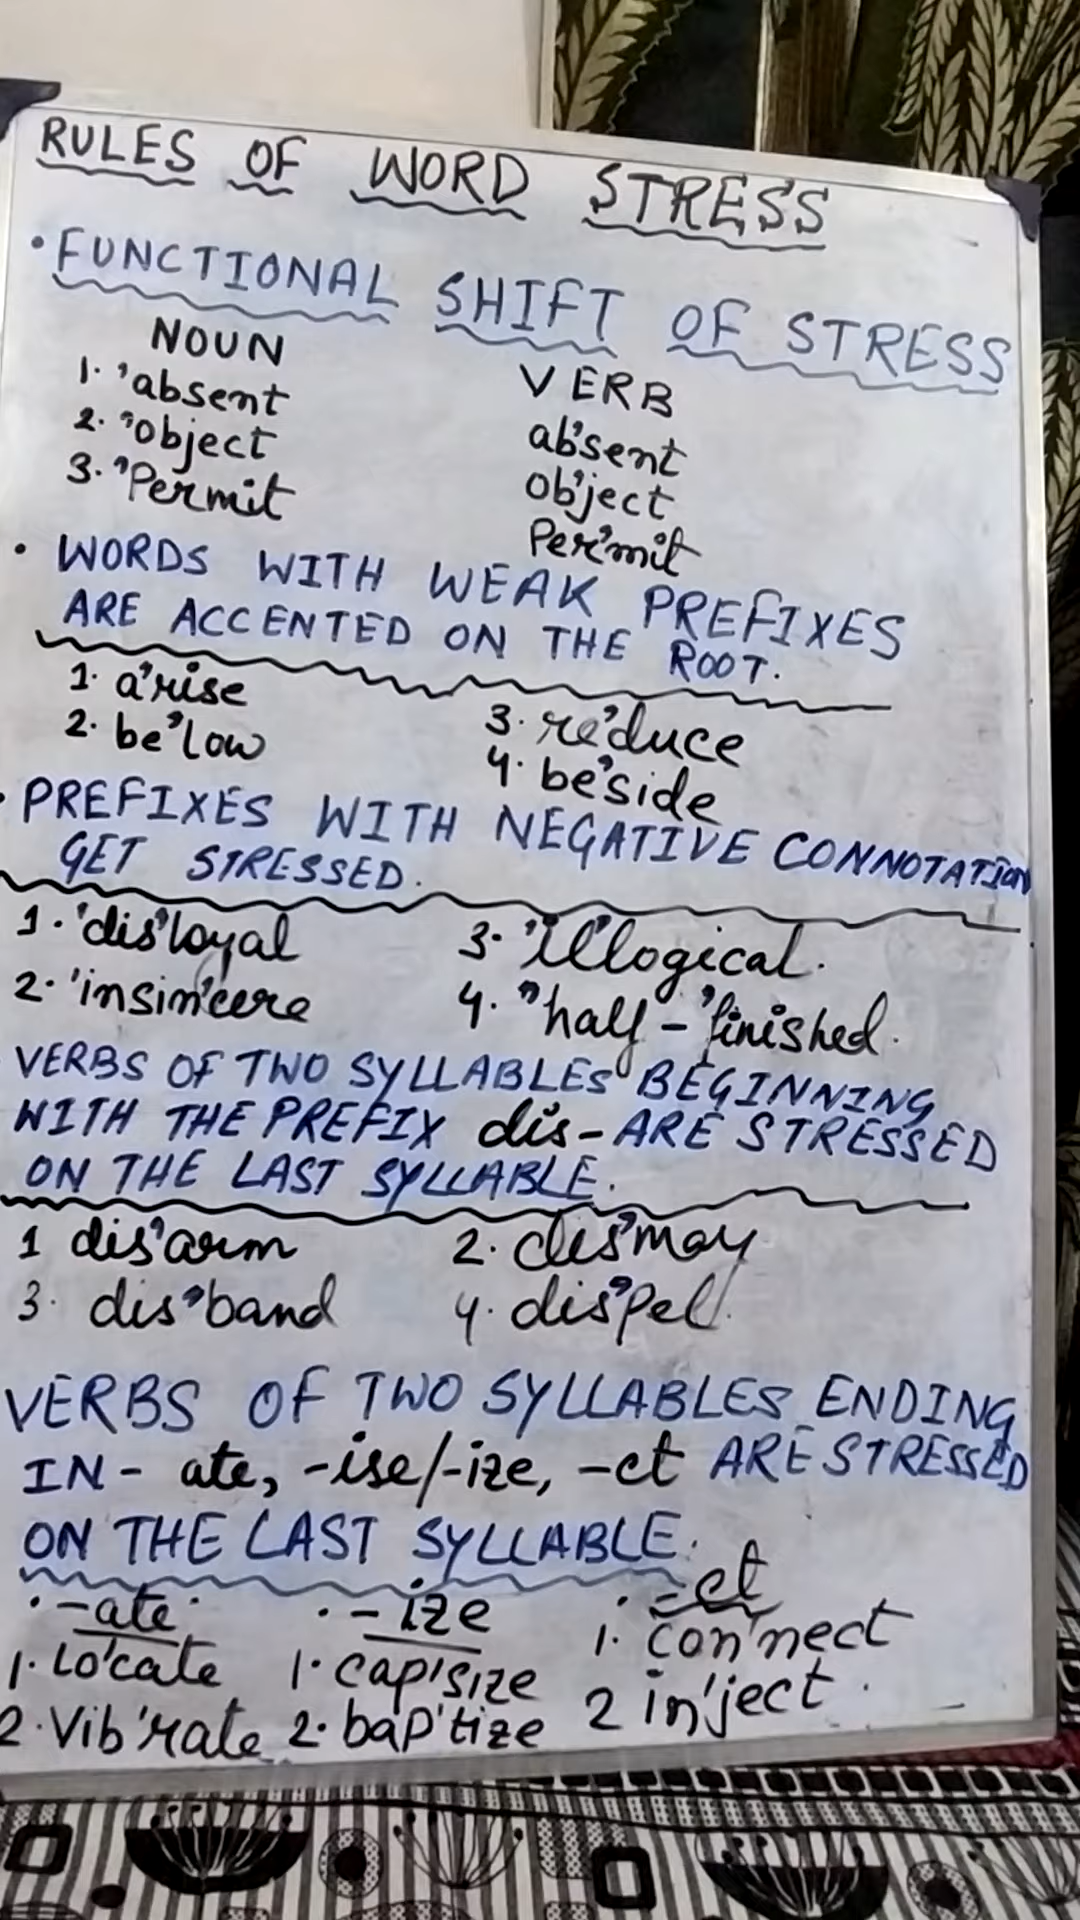 RULES OF WORD STRESS
• FUNCTIONAL SHIFT OF STRESS
NOUN VERB
1. 'absent ab'sent
2. 'Object Ob'ject
3. 'Permit Per'mit
• WORDS WITH WEAK PREFIXES
ARE ACCENTED ON THE ROOT.
1. a'rise 3. re'duce
2. be'low 4. be'side
• PREFIXES WITH NEGATIVE CONNOTATION
GET STRESSED.
1. 'dis'loyal 3. 'il'logical.
2. 'insin'cere 4. 'half-'finished.
VERBS OF TWO SYLLABLES BEGINNING
WITH THE PREFIX dis- ARE STRESSED
ON THE LAST SYLLABLE.
1 dis'arm 2. dis'may
3. dis'band 4. dis'pel.
VERBS OF TWO SYLLABLES ENDING
IN - ate, -ise/-ize, -ct ARE STRESSED
ON THE LAST SYLLABLE.
• -ate • -ize • -ct
1. Lo'cate 1. cap'size 1. con'nect
2. Vib'rate 2. bap'tize 2 in'ject.